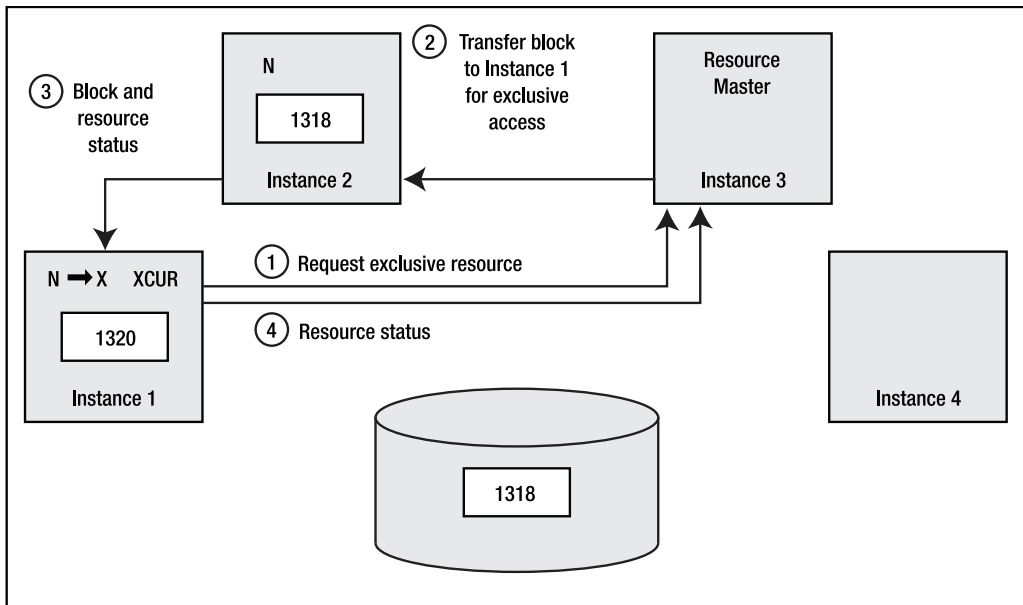 N
1318
Instance 2
2
Transfer block
to Instance 1
for exclusive
access
Resource
Master
Instance 3
3
Block and
resource
status
N → X XCUR
1320
Instance 1
1 Request exclusive resource
4 Resource status
Instance 4
1318